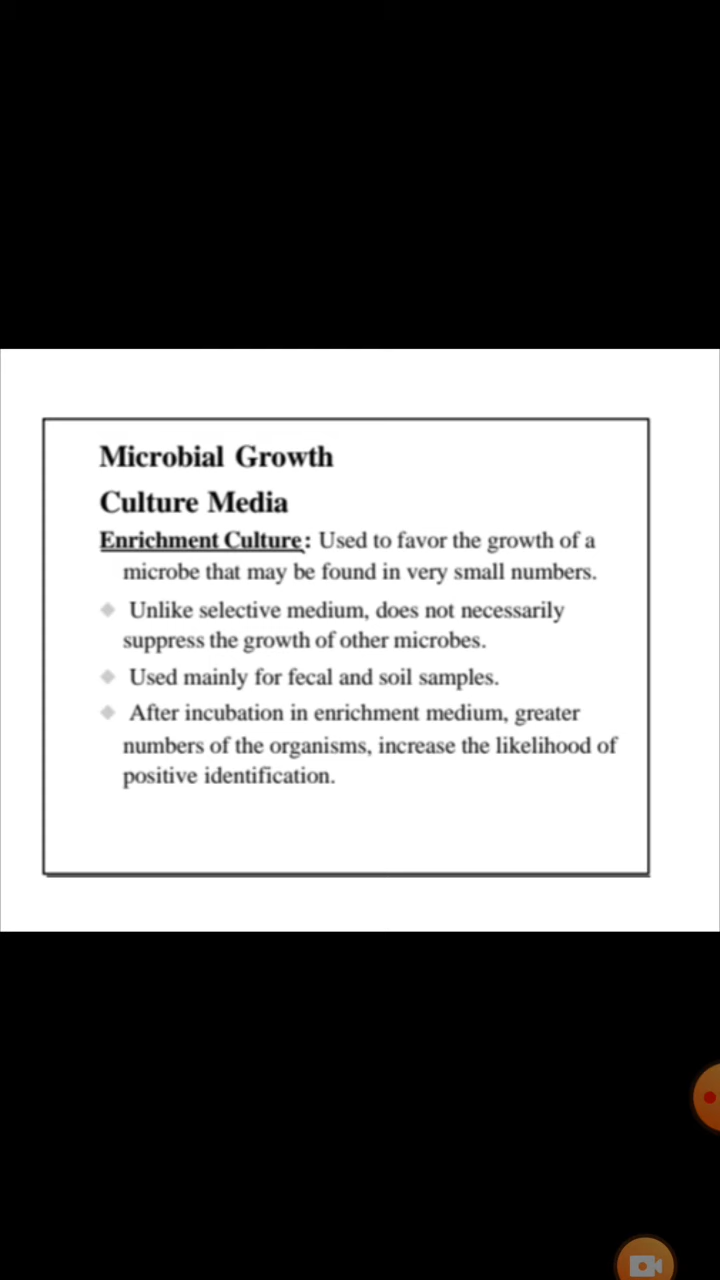 Microbial Growth
Culture Media
Enrichment Culture: Used to favor the growth of a
microbe that may be found in very small numbers.
Unlike selective medium, does not necessarily
suppress the growth of other microbes.
Used mainly for fecal and soil samples.
After incubation in enrichment medium, greater
numbers of the organisms, increase the likelihood of
positive identification.